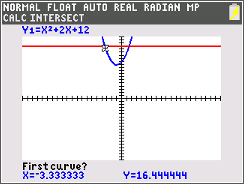 NORMAL FLOAT AUTO REAL RADIAN MP
CALC INTERSECT
Y1=X²+2X+12
First curve?
X=-3.333333 Y=16.444444